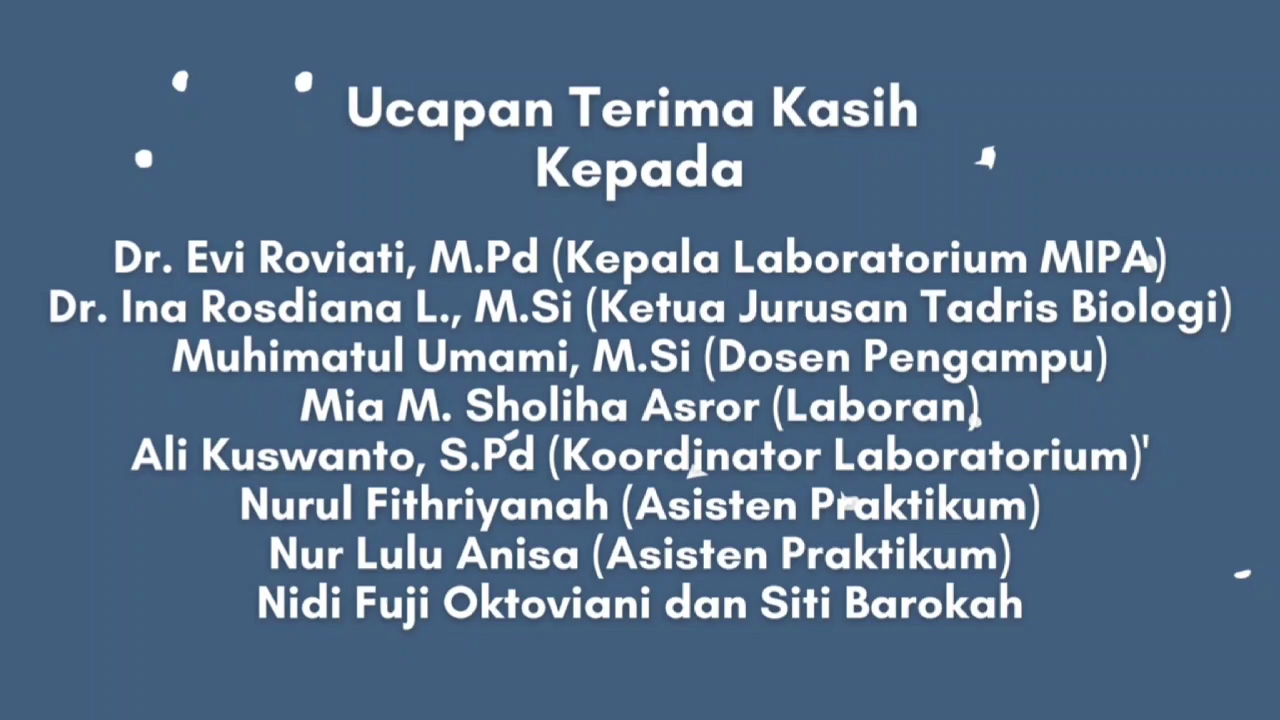 Ucapan Terima Kasih
Kepada
Dr. Evi Roviati, M.Pd (Kepala Laboratorium MIPA)
Dr. Ina Rosdiana L., M.Si (Ketua Jurusan Tadris Biologi)
Muhimatul Umami, M.Si (Dosen Pengampu)
Mia M. Sholiha Asror (Laboran)
Ali Kuswanto, S.Pd (Koordinator Laboratorium)'
Nurul Fithriyanah (Asisten Praktikum)
Nur Lulu Anisa (Asisten Praktikum)
Nidi Fuji Oktoviani dan Siti Barokah